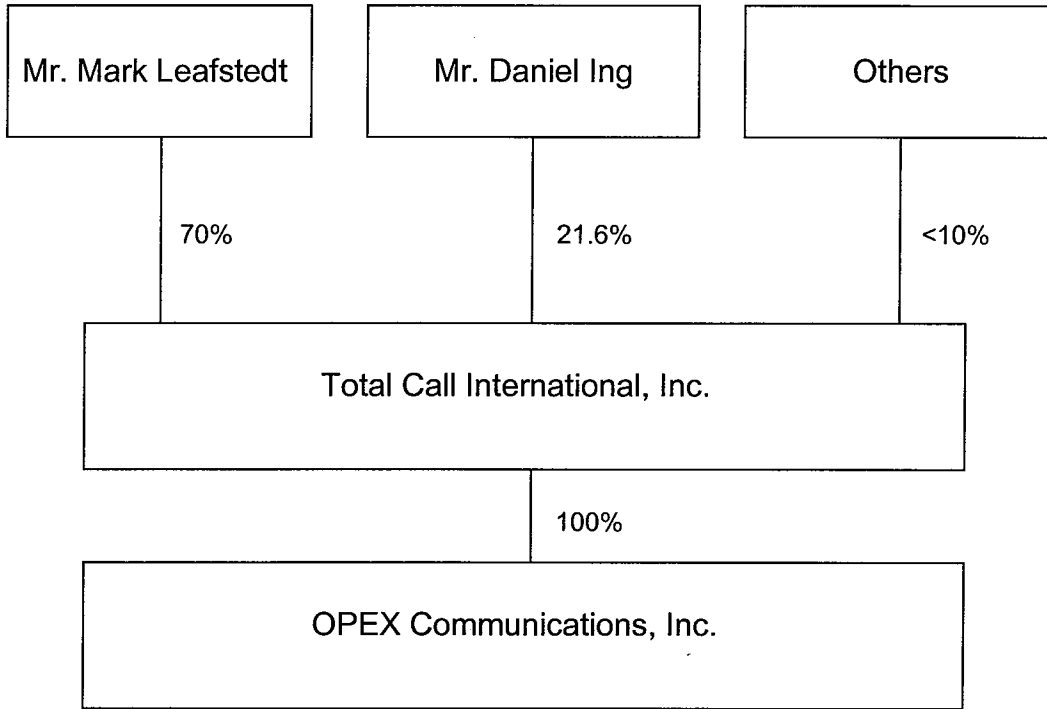 Mr. Mark Leafstedt
Mr. Daniel Ing
Others
70%
21.6%
<10%
Total Call International, Inc.
100%
OPEX Communications, Inc.